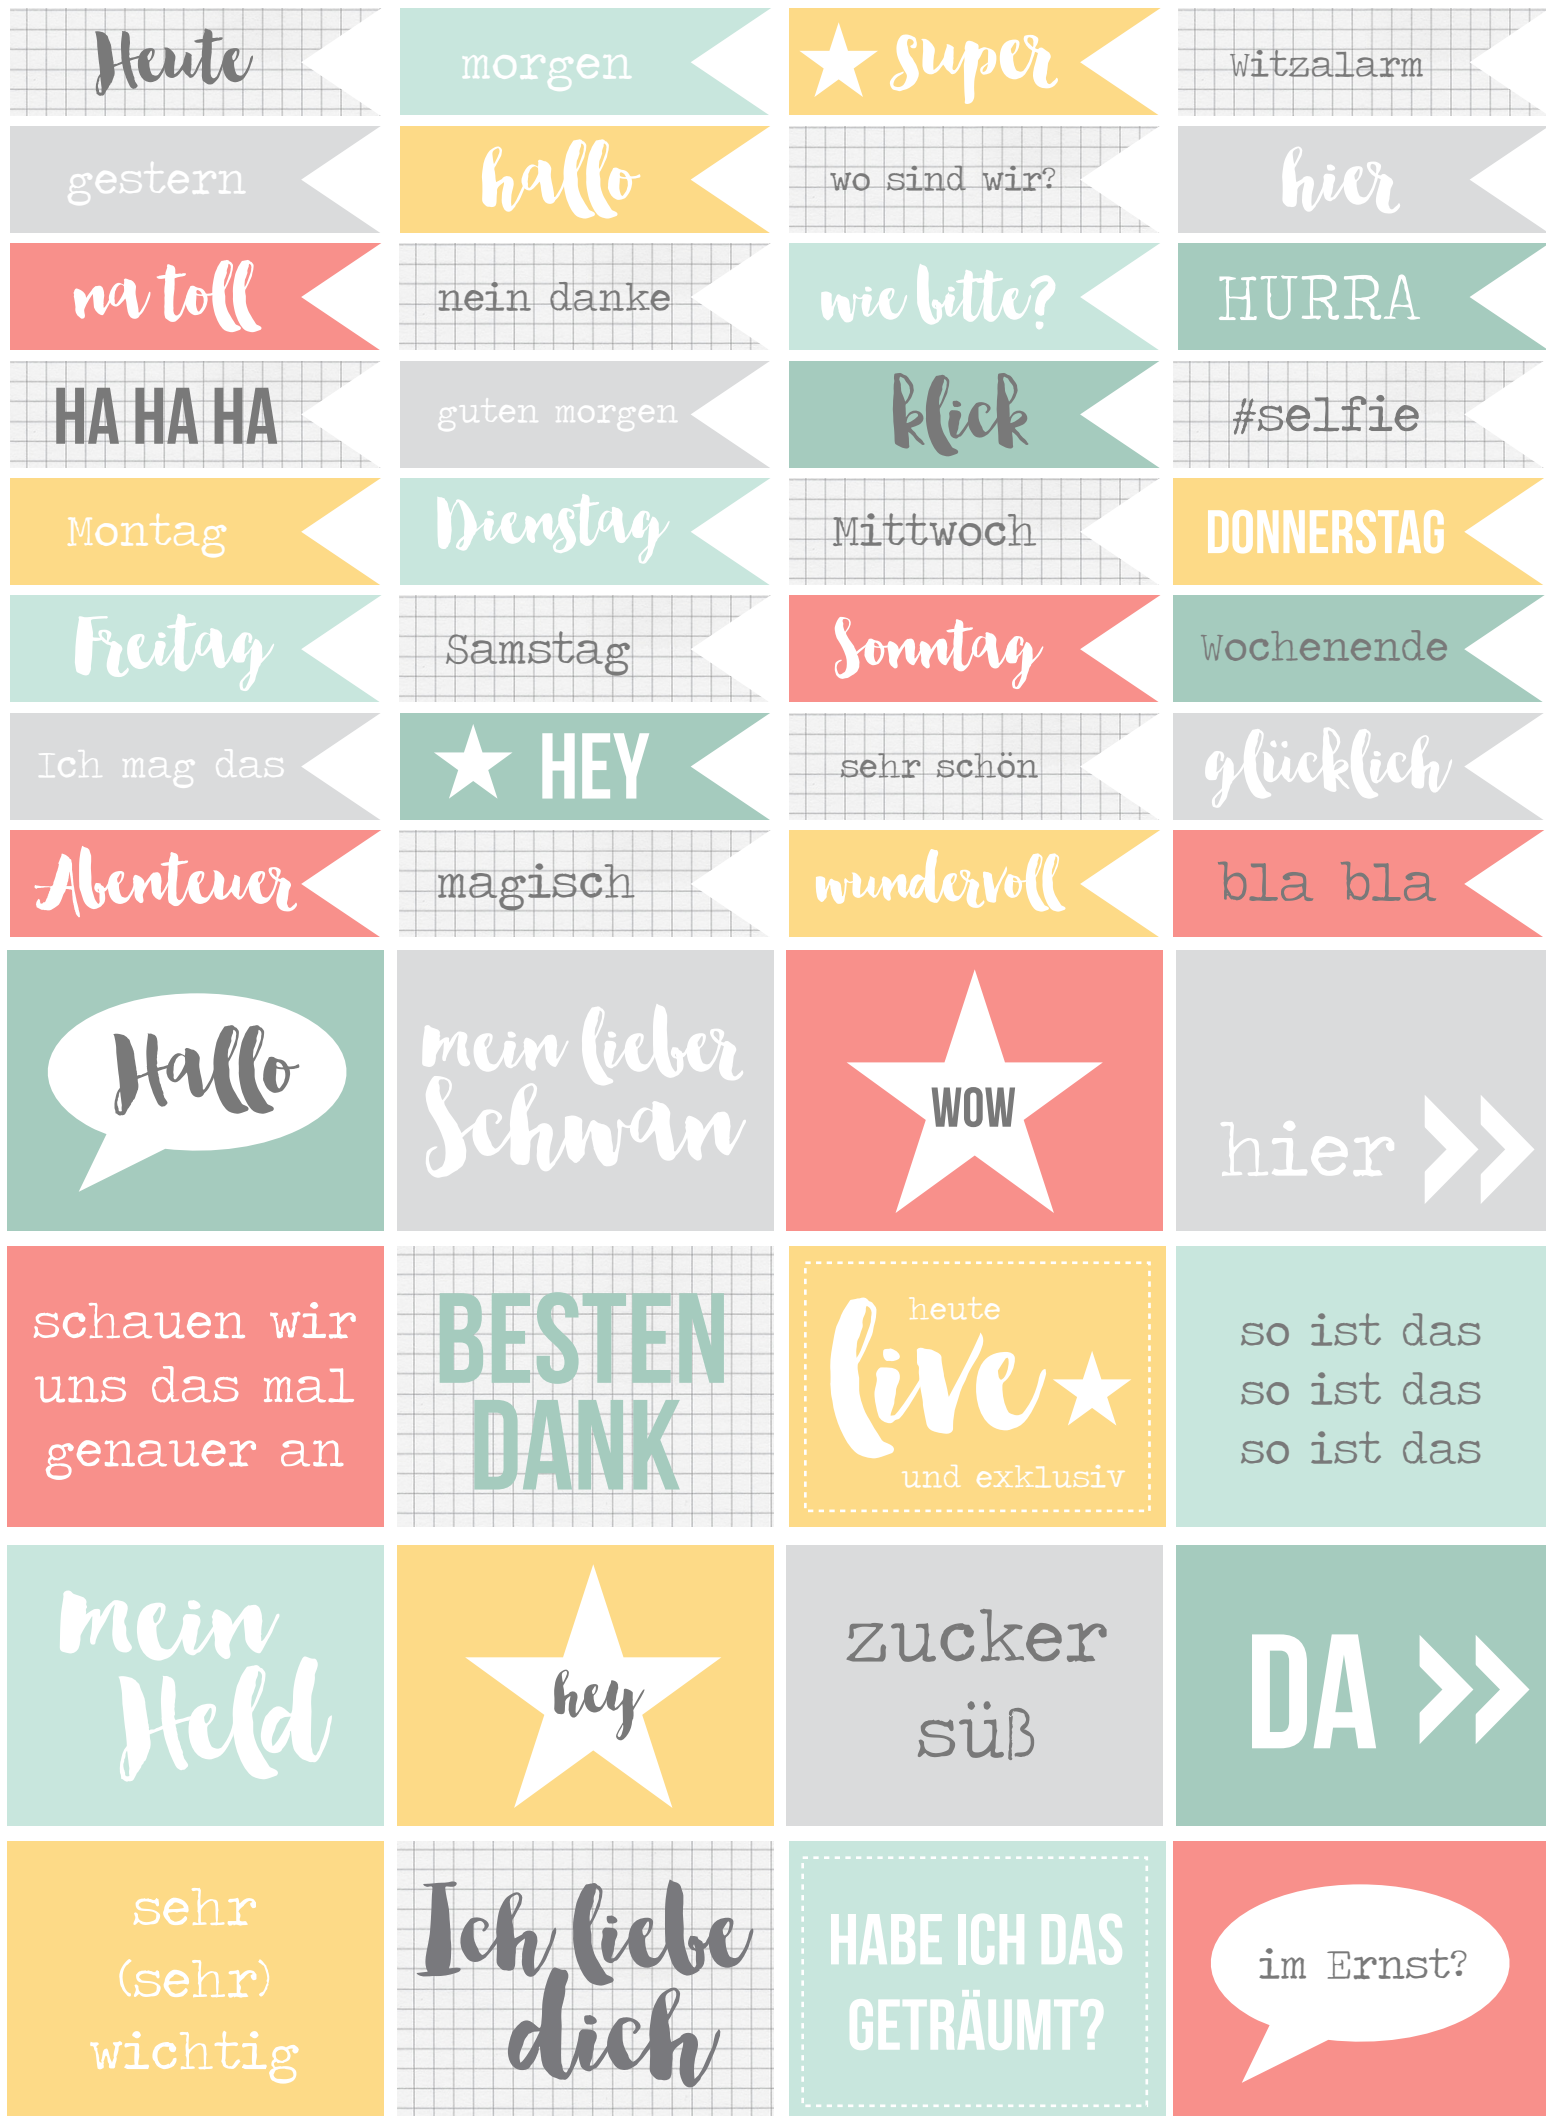 Heute
morgen
super
Witzalarm
gestern
hallo
wo sind wir?
hier
na toll
nein danke
wie bitte?
HURRA
HA HA HA
guten morgen
klick
#selfie
Montag
Dienstag
Mittwoch
DONNERSTAG
Freitag
Samstag
Sonntag
Wochenende
Ich mag das
HEY
sehr schön
glücklich
Abenteuer
magisch
wundervoll
bla bla
Hallo
mein lieber
Schwan
WOW
hier
schauen wir
uns das mal
genauer an
BESTEN
DANK
heute
live
und exklusiv
so ist das
so ist das
so ist das
mein
Held
hey
zucker
süß
DA
sehr
(sehr)
wichtig
Ich liebe
dich
HABE ICH DAS
GETRÄUMT?
im Ernst?